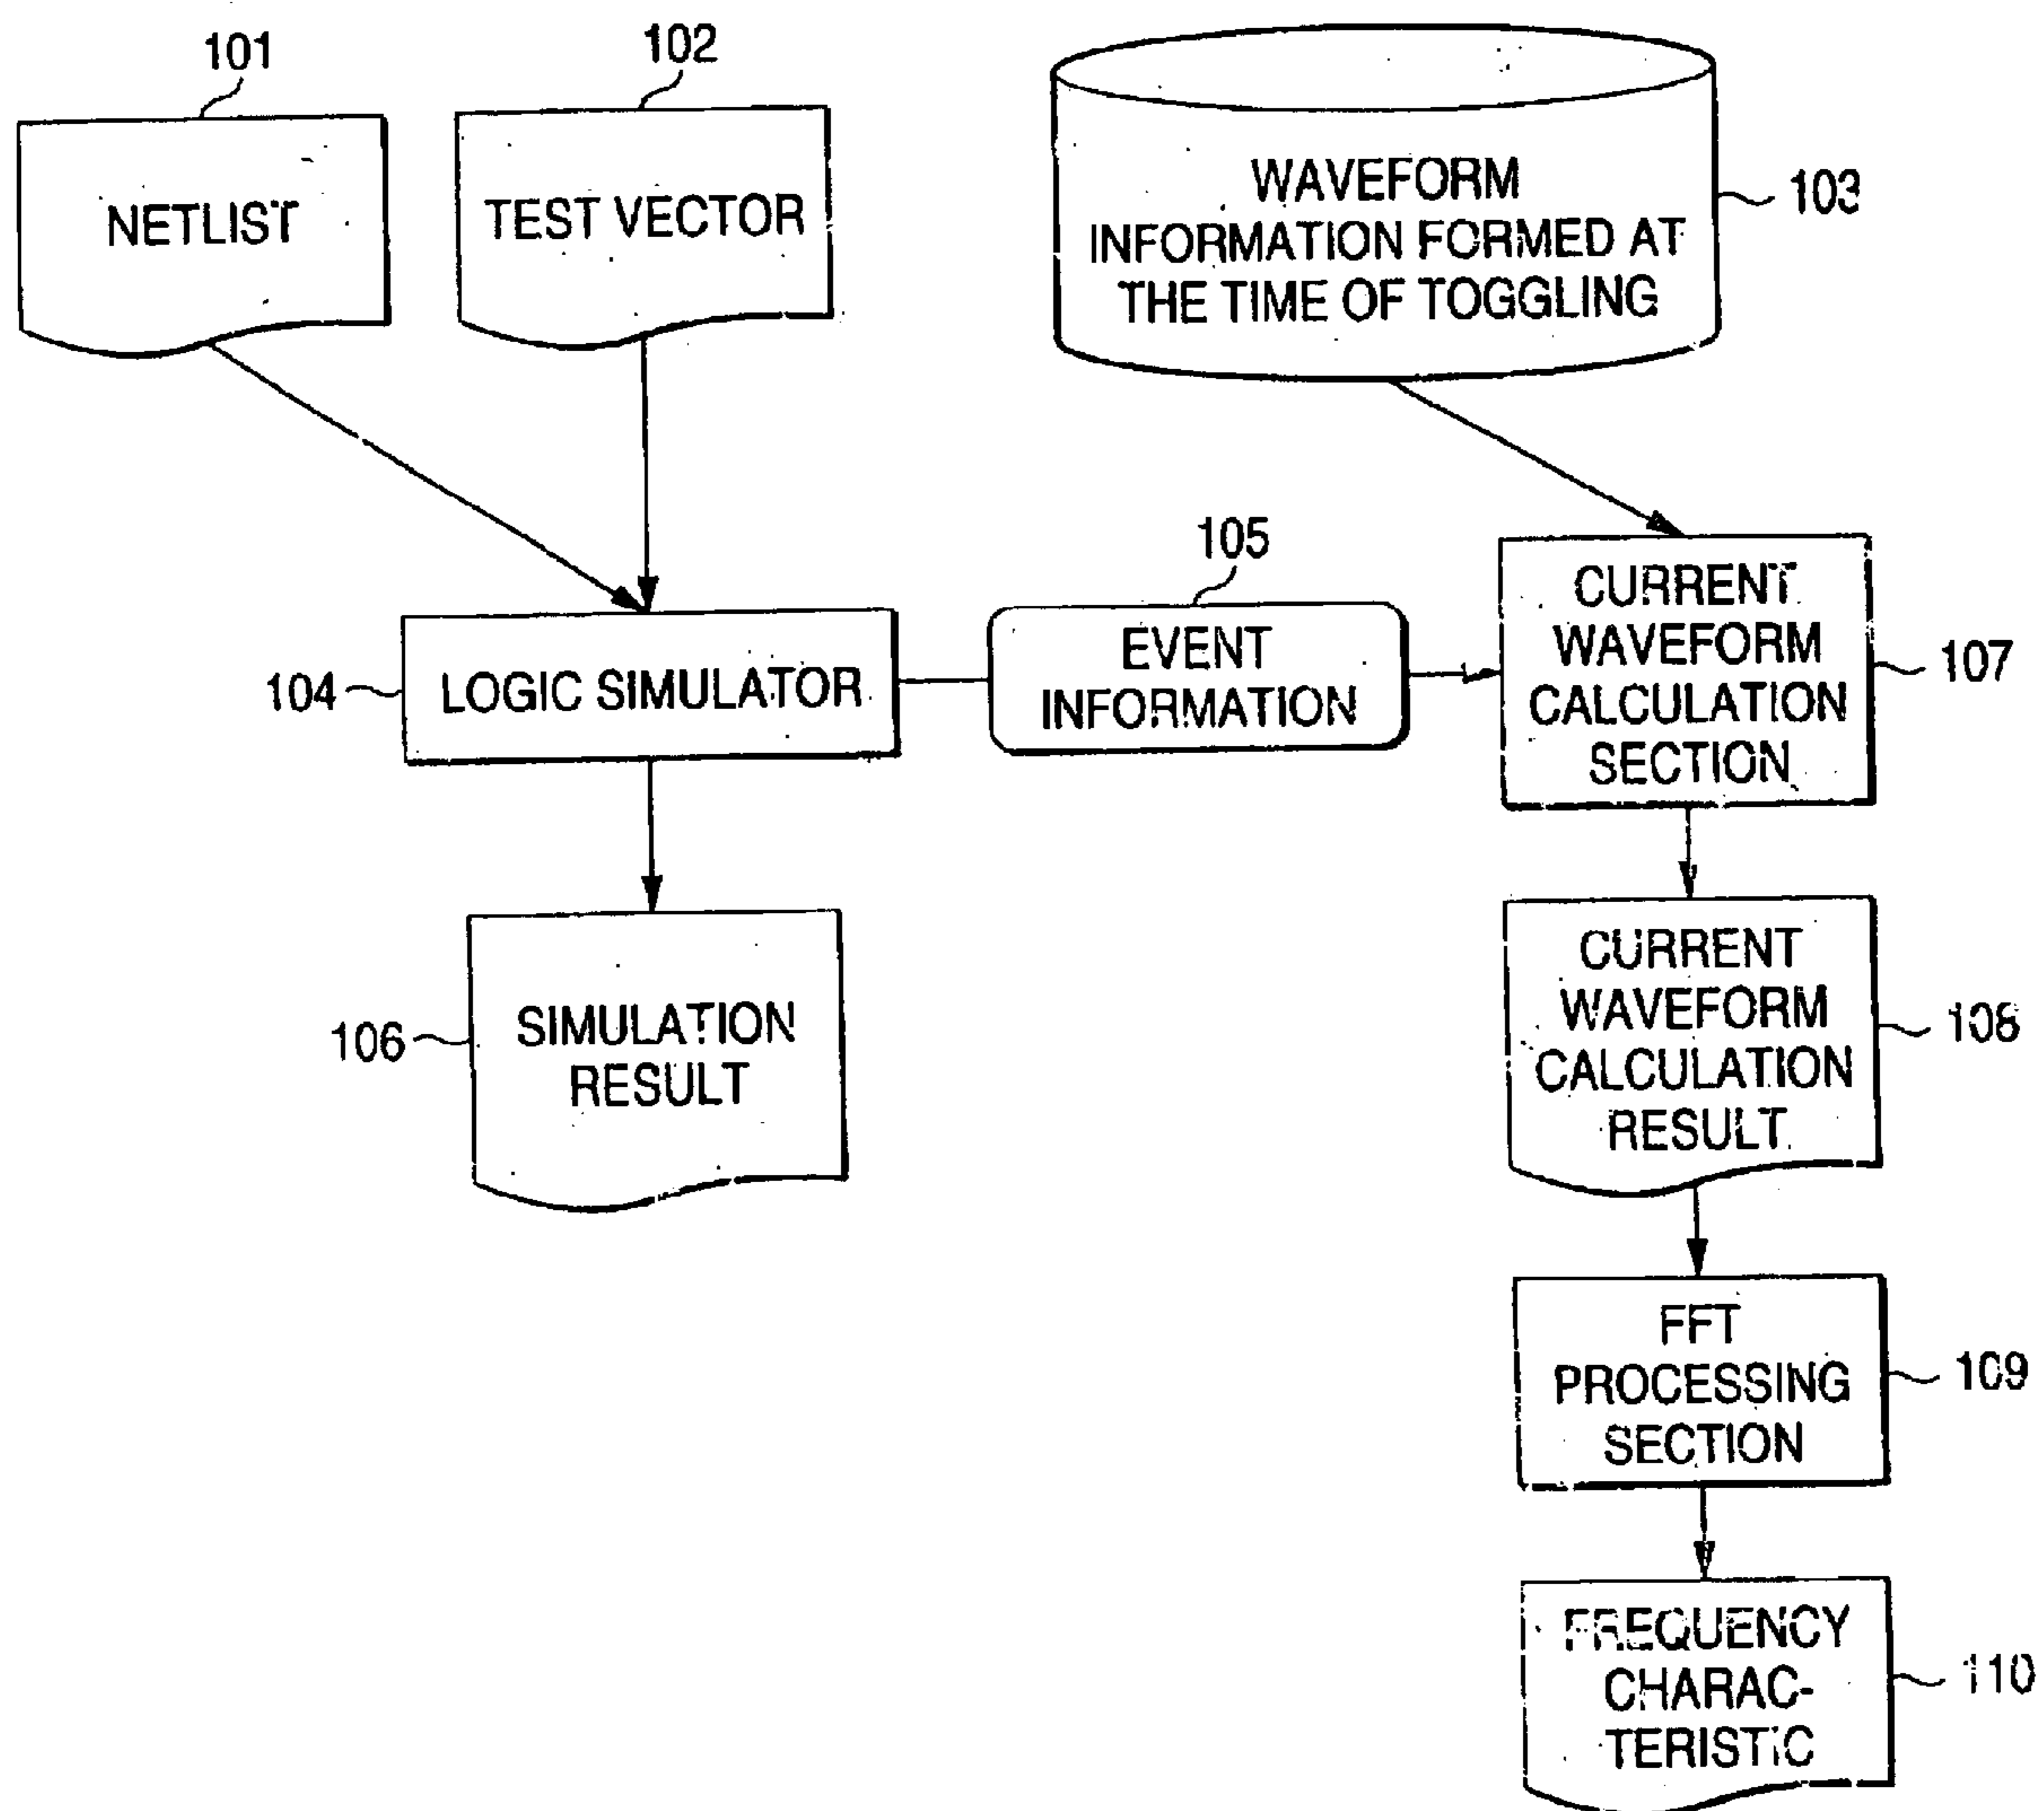 101
102
NETLIST
TEST VECTOR
WAVEFORM
INFORMATION FORMED AT
THE TIME OF TOGGLING
103
104
LOGIC SIMULATOR
105
EVENT
INFORMATION
CURRENT
WAVEFORM
CALCULATION
SECTION
107
106
SIMULATION
RESULT
CURRENT
WAVEFORM
CALCULATION
RESULT
108
FFT
PROCESSING
SECTION
109
FREQUENCY
CHARAC-
TERISTIC
110